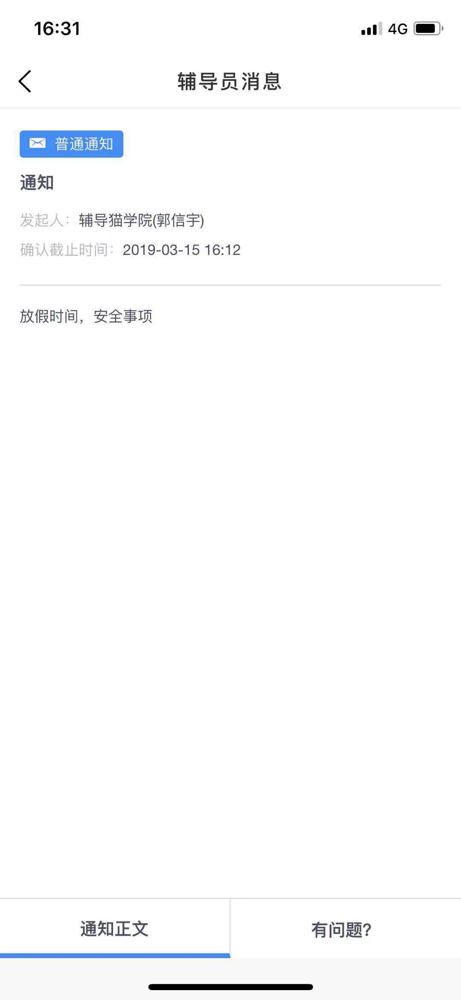 16:31
4G
辅导员消息
普通通知
通知
发起人：辅导猫学院(郭信宇)
确认截止时间：2019-03-15 16:12
放假时间，安全事项
通知正文
有问题?